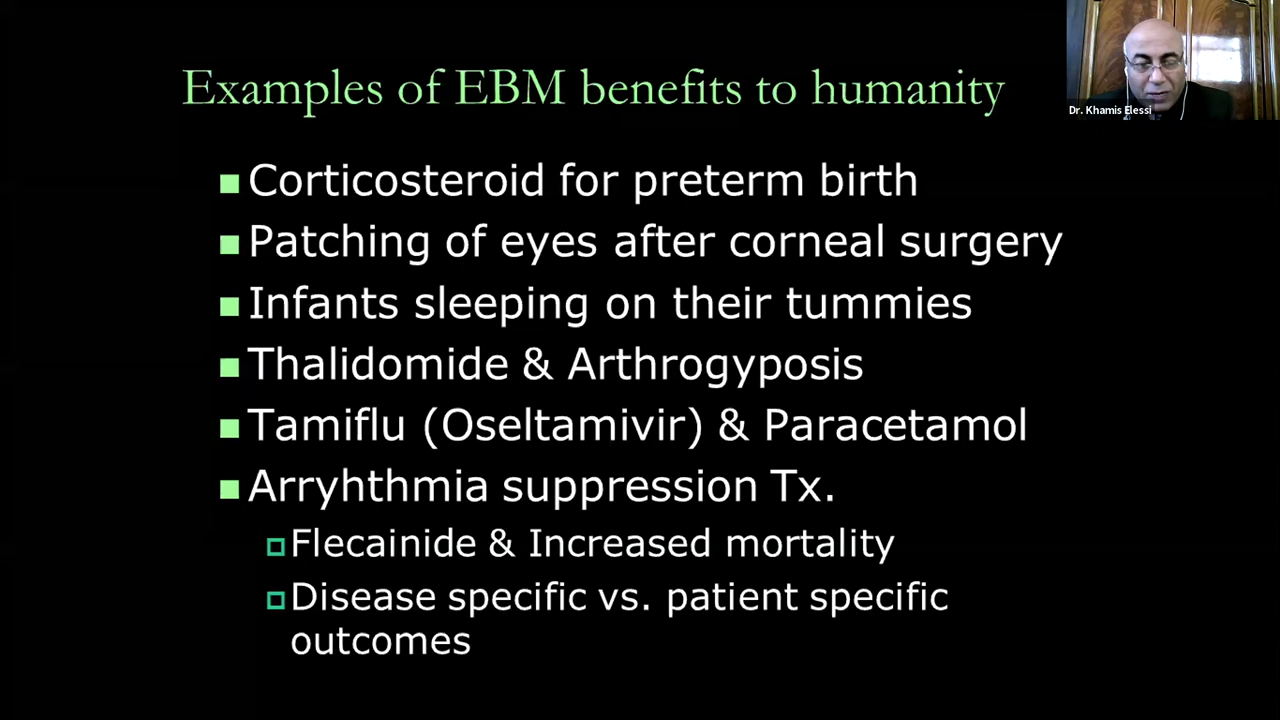 Examples of EBM benefits to humanity
Dr. Khamis Elessi
Corticosteroid for preterm birth
Patching of eyes after corneal surgery
Infants sleeping on their tummies
Thalidomide & Arthrogyposis
Tamiflu (Oseltamivir) & Paracetamol
Arryhthmia suppression Tx.
Flecainide & Increased mortality
Disease specific vs. patient specific
outcomes